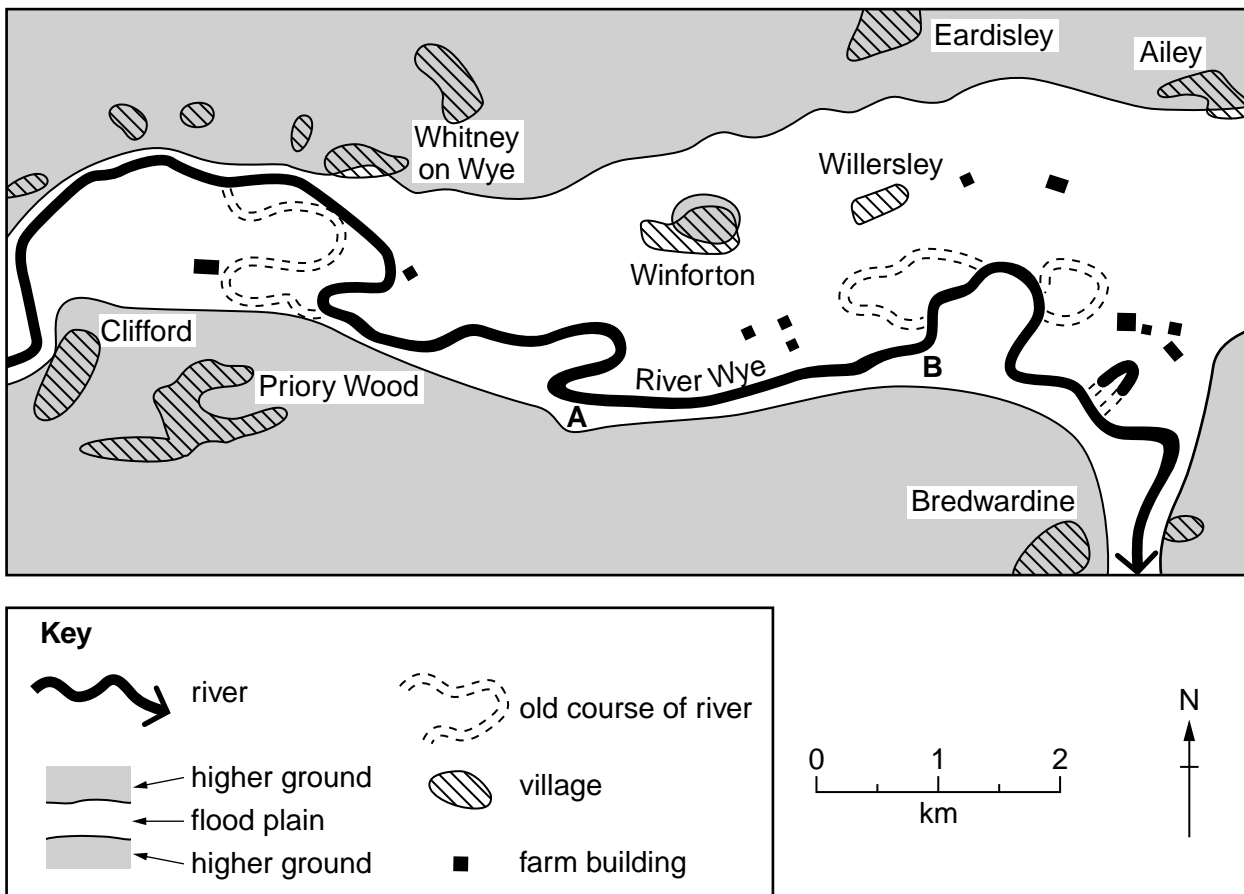 Eardisley
Ailey
Whitney
on Wye
Willersley
Winforton
Clifford
Priory Wood
River Wye
A
B
Bredwardine
Key
river
old course of river
higher ground
flood plain
higher ground
village
farm building
0 1 2
km
N